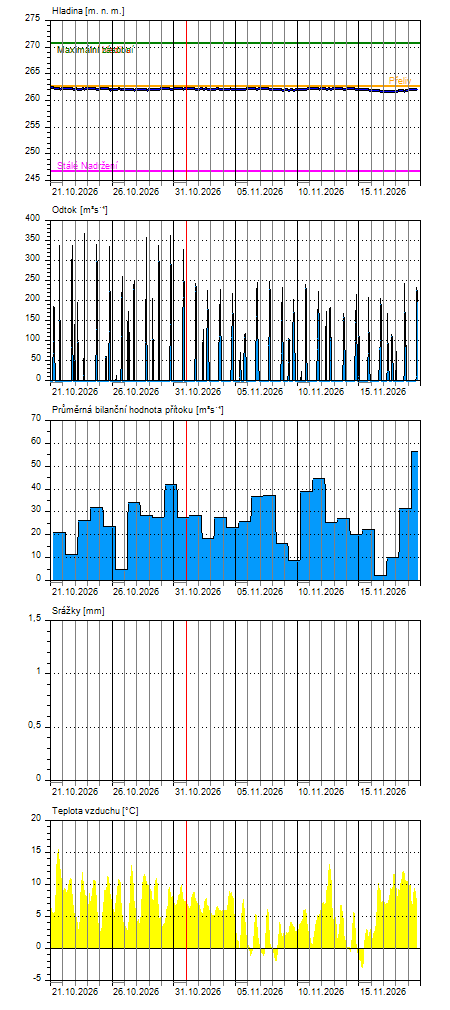 Hladina [m. n. m.]
275
270
265
260
255
250
245
Přeliv
Stálé Nadržení
21.10.2026 26.10.2026 31.10.2026 05.11.2026 10.11.2026 15.11.2026
Odtok [m³s⁻¹]
400
350
300
250
200
150
100
50
0
21.10.2026 26.10.2026 31.10.2026 05.11.2026 10.11.2026 15.11.2026
Průměrná bilanční hodnota přítoku [m³s⁻¹]
70
60
50
40
30
20
10
0
21.10.2026 26.10.2026 31.10.2026 05.11.2026 10.11.2026 15.11.2026
Srážky [mm]
1,5
1
0,5
0
21.10.2026 26.10.2026 31.10.2026 05.11.2026 10.11.2026 15.11.2026
Teplota vzduchu [°C]
20
15
10
5
0
-5
21.10.2026 26.10.2026 31.10.2026 05.11.2026 10.11.2026 15.11.2026